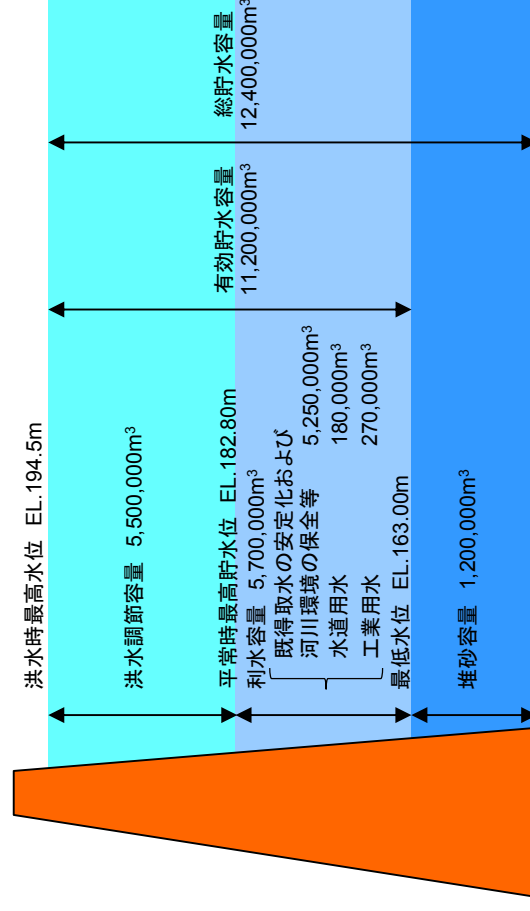 洪水時最高水位 EL.194.5m
洪水調節容量 5,500,000m³
平常時最高貯水位 EL.182.80m
利水容量 5,700,000m³
既得取水の安定化および
河川環境の保全等 5,250,000m³
水道用水 180,000m³
工業用水 270,000m³
最低水位 EL.163.00m
堆砂容量 1,200,000m³
有効貯水容量
11,200,000m³
総貯水容量
12,400,000m³